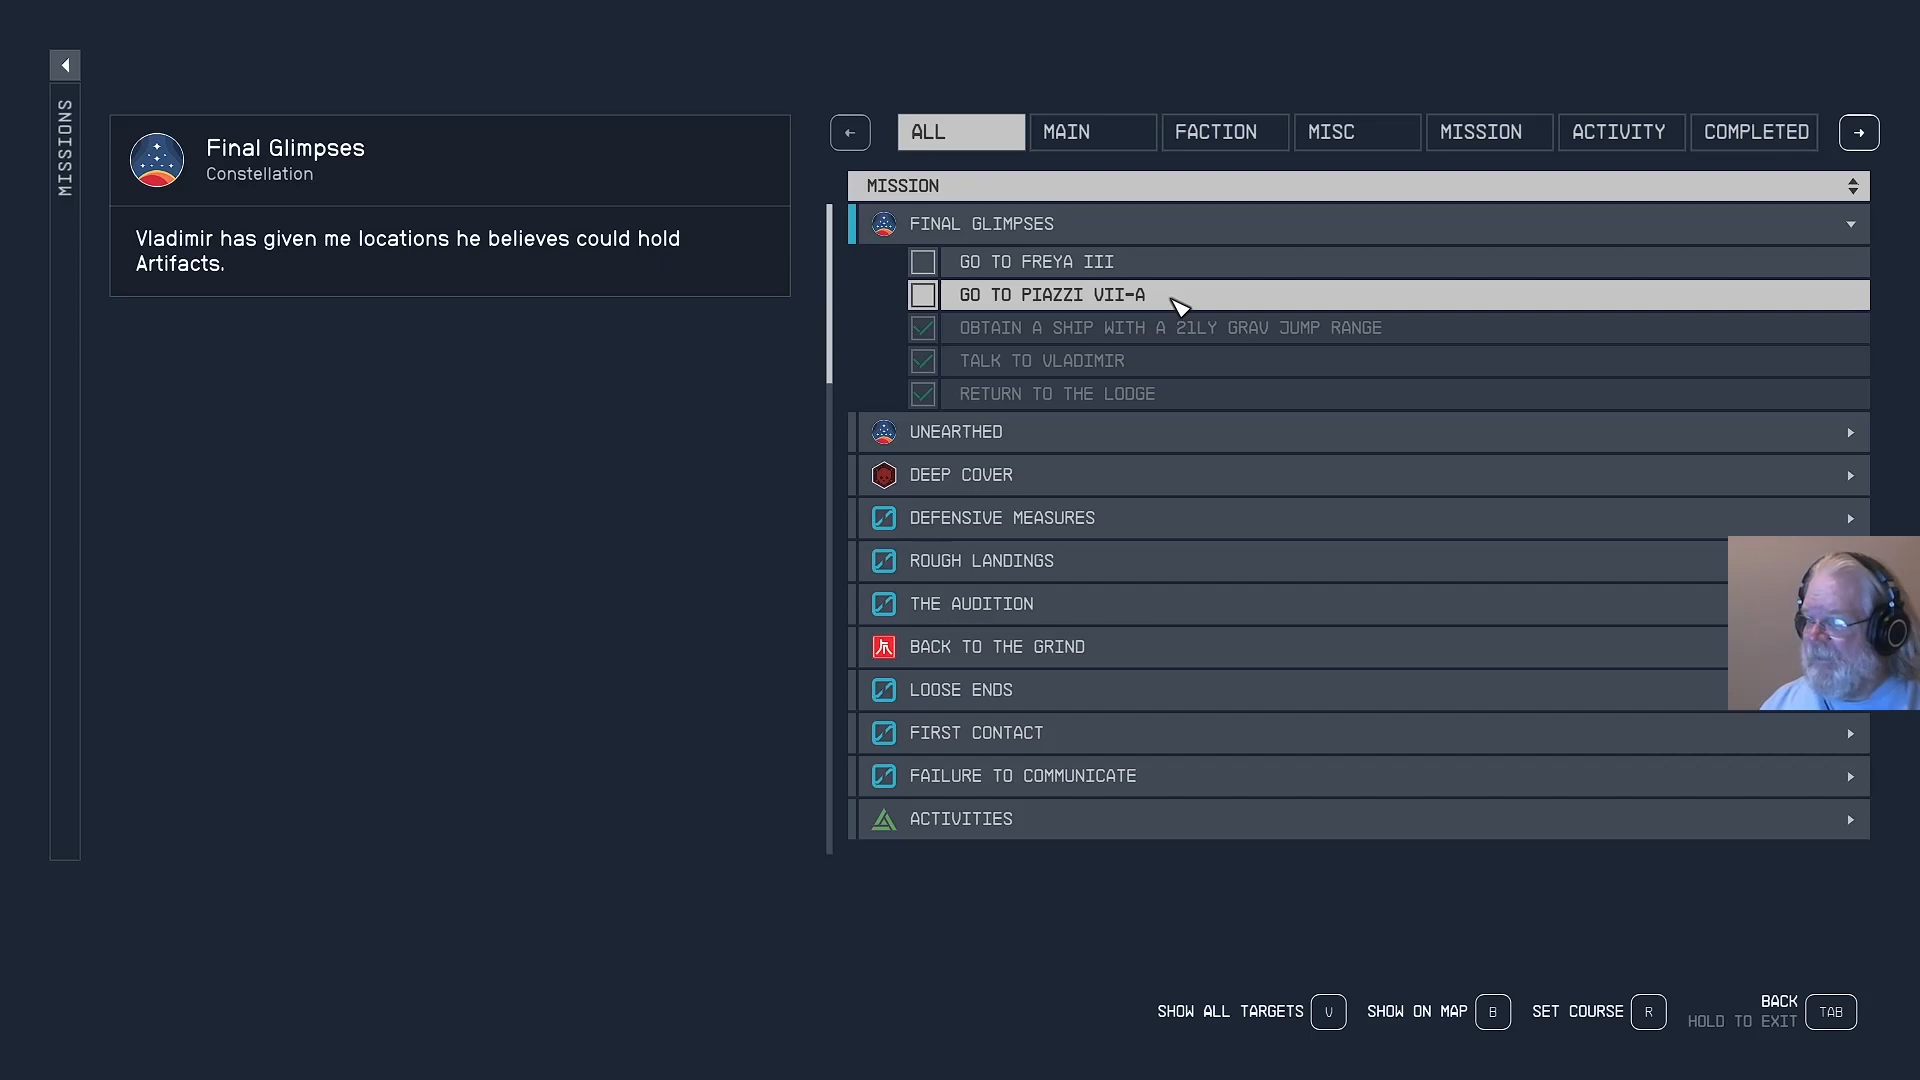 MISSIONS
Final Glimpses
Constellation
Vladimir has given me locations he believes could hold
Artifacts.
ALL
MAIN
FACTION
MISC
MISSION
ACTIVITY
COMPLETED
MISSION
FINAL GLIMPSES
GO TO FREYA III
GO TO PIAZZI VII-A
OBTAIN A SHIP WITH A 21LY GRAV JUMP RANGE
TALK TO VLADIMIR
RETURN TO THE LODGE
UNEARTHED
DEEP COVER
DEFENSIVE MEASURES
ROUGH LANDINGS
THE AUDITION
BACK TO THE GRIND
LOOSE ENDS
FIRST CONTACT
FAILURE TO COMMUNICATE
ACTIVITIES
SHOW ALL TARGETS V
SHOW ON MAP B
SET COURSE R
BACK
HOLD TO EXIT
TAB